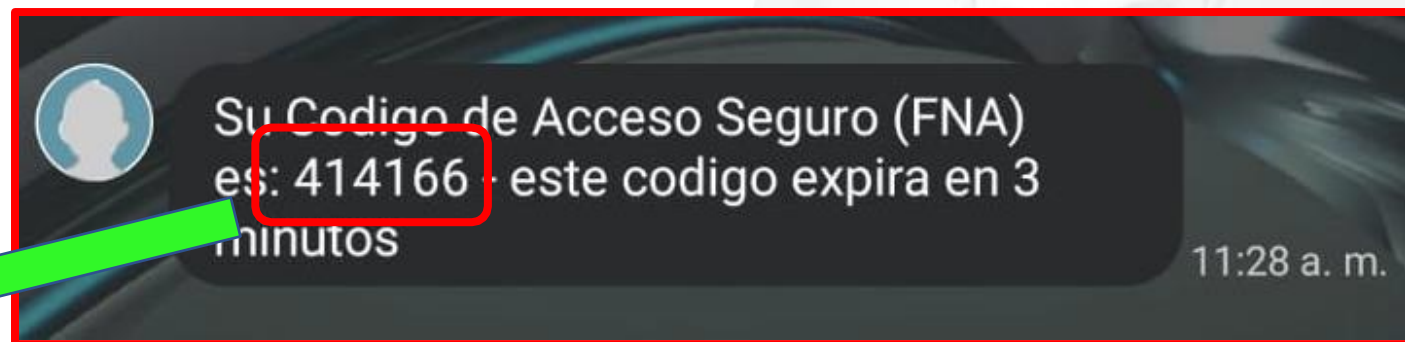 Su Codigo de Acceso Seguro (FNA)
es: 414166 - este codigo expira en 3
minutos
11:28 a. m.